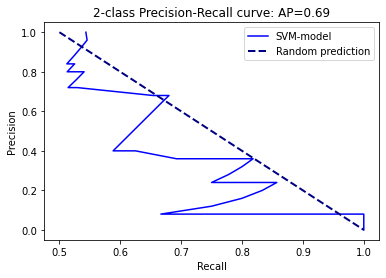 2-class Precision-Recall curve: AP=0.69
SVM-model
Random prediction
1.0
0.8
0.6
0.4
0.2
0.0
Precision
0.5
0.6
0.7
0.8
0.9
1.0
Recall